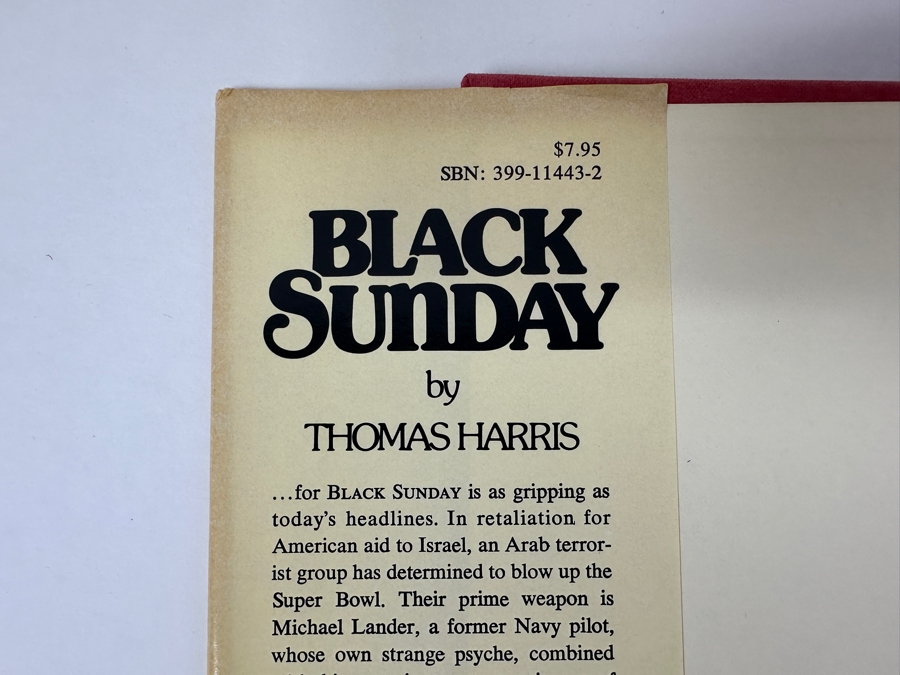 $7.95
SBN: 399-11443-2
BLACK
SUNDAY
by
THOMAS HARRIS
...for BLACK SUNDAY is as gripping as
today's headlines. In retaliation for
American aid to Israel, an Arab terror-
ist group has determined to blow up the
Super Bowl. Their prime weapon is
Michael Lander, a former Navy pilot,
whose own strange psyche, combined